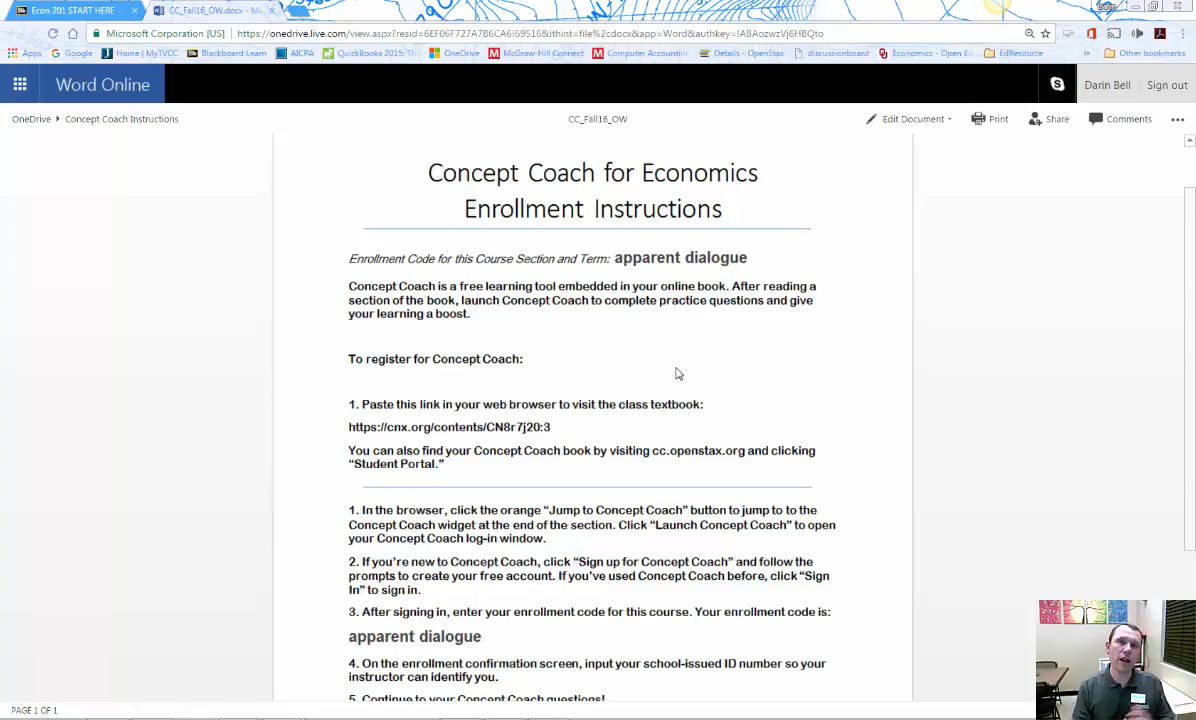 Econ 201 START HERE
CC_Fall16_OW.docx - Mi
Microsoft Corporation [US]
https://onedrive.live.com/view.aspx?resid=6EF06F727A7B6CA6!69516&ithint=file%2cdocx&app=Word&authkey=!ABAozwzVj6HBQto
Apps
Google
Home | MyTVCC
Blackboard Learn
AICPA
QuickBooks 2015: Th
OneDrive
McGraw-Hill Connect
Computer Accountin
Details - OpenStax
discussionboard
Economics - Open E
EdResource
»
Other bookmarks
Word Online
Darin Bell
Sign out
OneDrive
Concept Coach Instructions
CC_Fall16_OW
Edit Document
Print
Share
Comments
Concept Coach for Economics
Enrollment Instructions
Enrollment Code for this Course Section and Term: apparent dialogue
Concept Coach is a free learning tool embedded in your online book. After reading a
section of the book, launch Concept Coach to complete practice questions and give
your learning a boost.
To register for Concept Coach:
1. Paste this link in your web browser to visit the class textbook:
https://cnx.org/contents/CN8r7j20:3
You can also find your Concept Coach book by visiting cc.openstax.org and clicking
“Student Portal.”
1. In the browser, click the orange “Jump to Concept Coach” button to jump to to the
Concept Coach widget at the end of the section. Click “Launch Concept Coach” to open
your Concept Coach log-in window.
2. If you’re new to Concept Coach, click “Sign up for Concept Coach” and follow the
prompts to create your free account. If you’ve used Concept Coach before, click “Sign
In” to sign in.
3. After signing in, enter your enrollment code for this course. Your enrollment code is:
apparent dialogue
4. On the enrollment confirmation screen, input your school-issued ID number so your
instructor can identify you.
5. Continue to your Concept Coach questions!
PAGE 1 OF 1